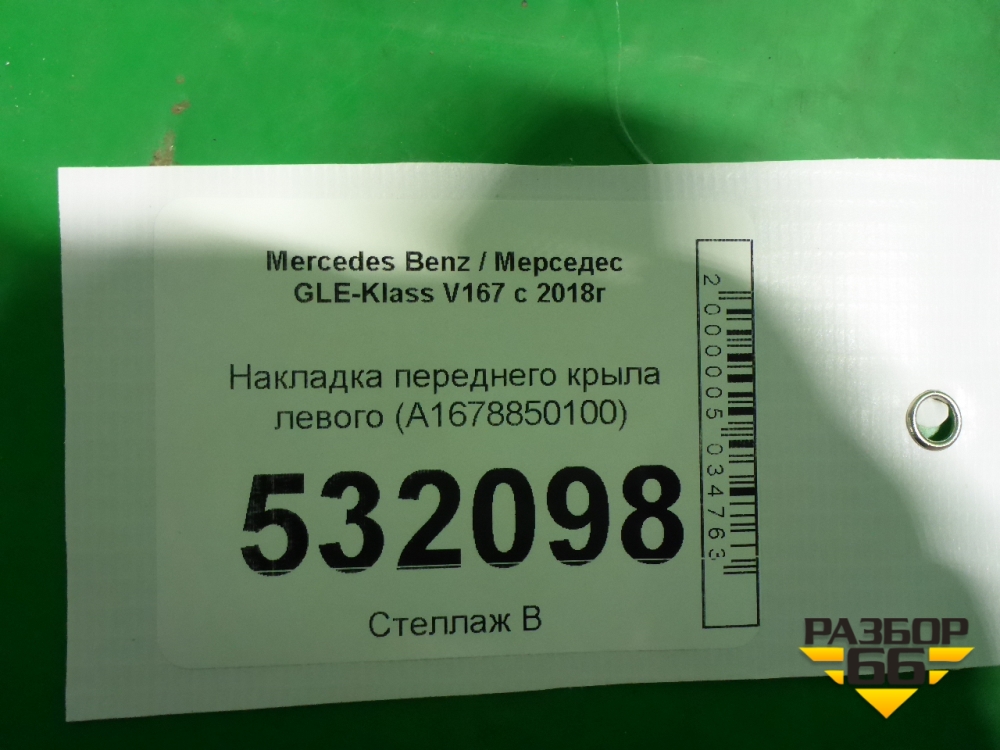 Mercedes Benz / Мерседес
GLE-Klass V167 с 2018г
Накладка переднего крыла
левого (A1678850100)
532098
Стеллаж В
2000005034763
РАЗБОР
66